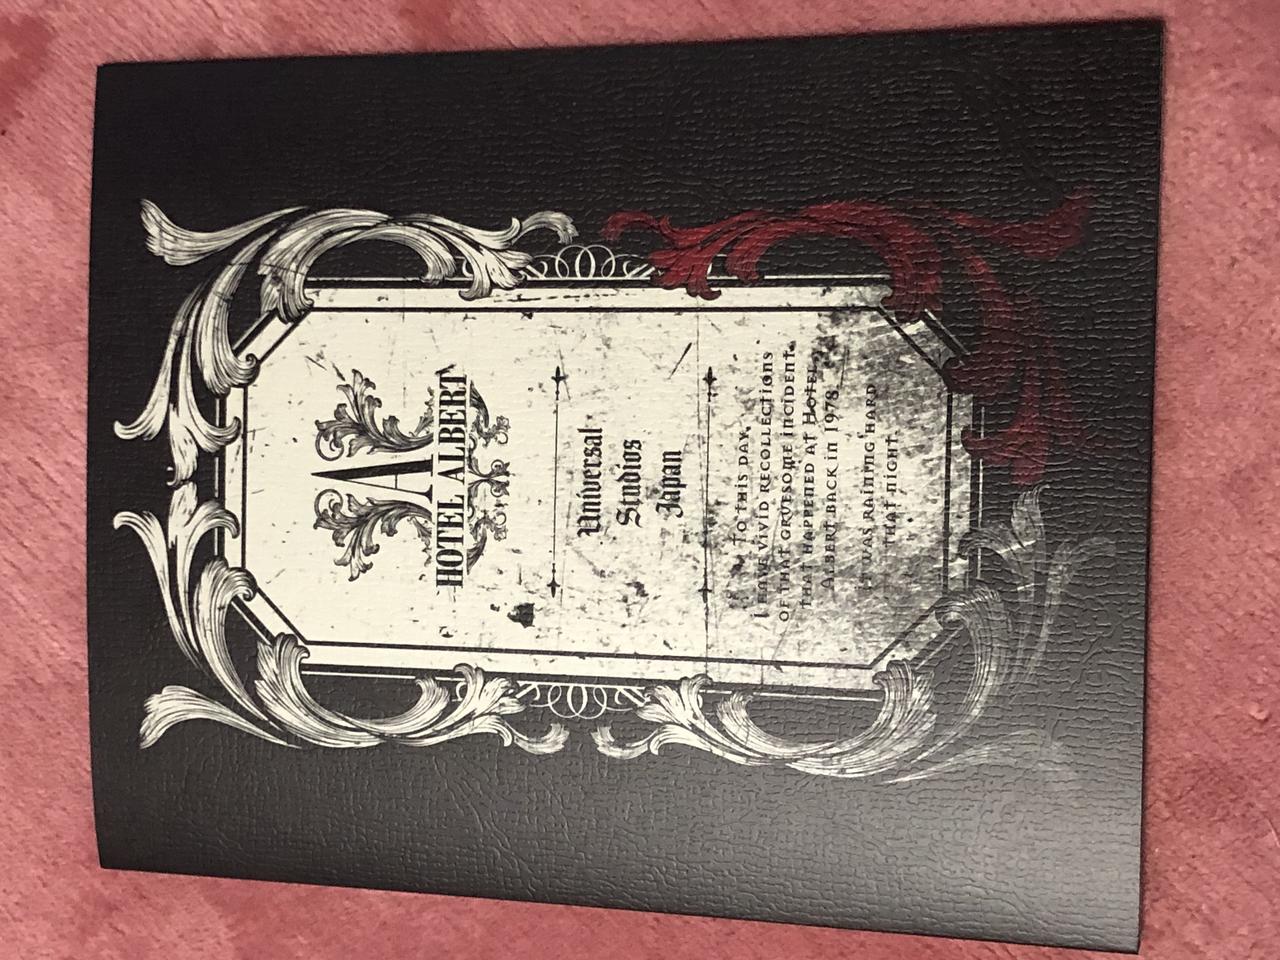 A
HOTEL ALBERT
Universal
Studios
Japan
To this day,
I have vivid recollections
of that gruesome incident
that happened at Hotel
Albert back in 1978.
It was raining hard
that night.